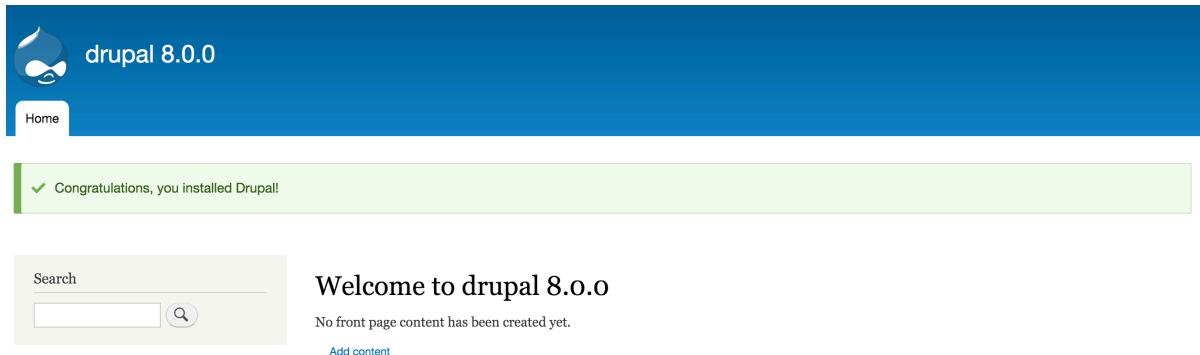 drupal 8.0.0
Home
Congratulations, you installed Drupal!
Search
Welcome to drupal 8.0.0
No front page content has been created yet.
Add content